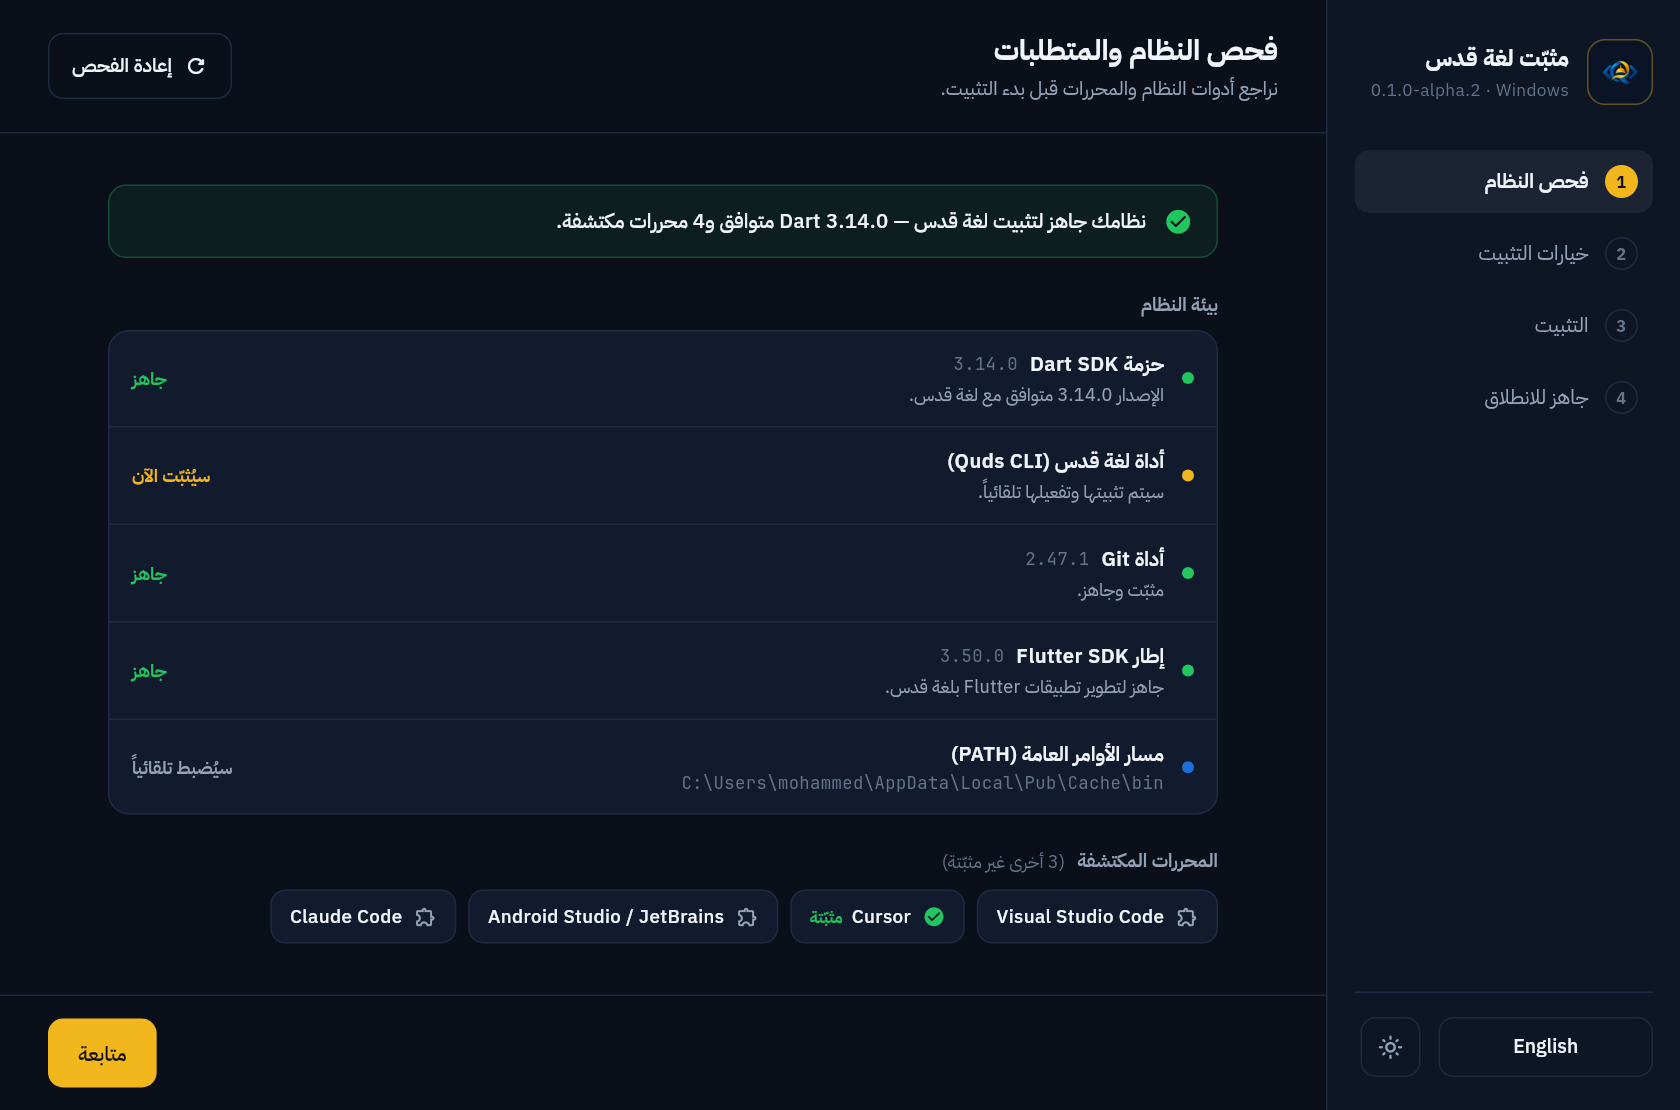 مثبّت لغة قدس
0.1.0-alpha.2 · Windows
1 فحص النظام
2 خيارات التثبيت
3 التثبيت
4 جاهز للانطلاق
English
فحص النظام والمتطلبات
نراجع أدوات النظام والمحررات قبل بدء التثبيت.
إعادة الفحص
نظامك جاهز لتثبيت لغة قدس — Dart 3.14.0 متوافق و4 محررات مكتشفة.
بيئة النظام
حزمة Dart SDK 3.14.0
الإصدار 3.14.0 متوافق مع لغة قدس.
جاهز
أداة لغة قدس (Quds CLI)
سيتم تثبيتها وتفعيلها تلقائياً.
سيُثبّت الآن
أداة Git 2.47.1
مثبّت وجاهز.
جاهز
إطار Flutter SDK 3.50.0
جاهز لتطوير تطبيقات Flutter بلغة قدس.
جاهز
مسار الأوامر العامة (PATH)
C:\Users\mohammed\AppData\Local\Pub\Cache\bin
سيُضبط تلقائياً
المحررات المكتشفة (3 أخرى غير مثبّتة)
Visual Studio Code
Cursor مثبّتة
Android Studio / JetBrains
Claude Code
متابعة